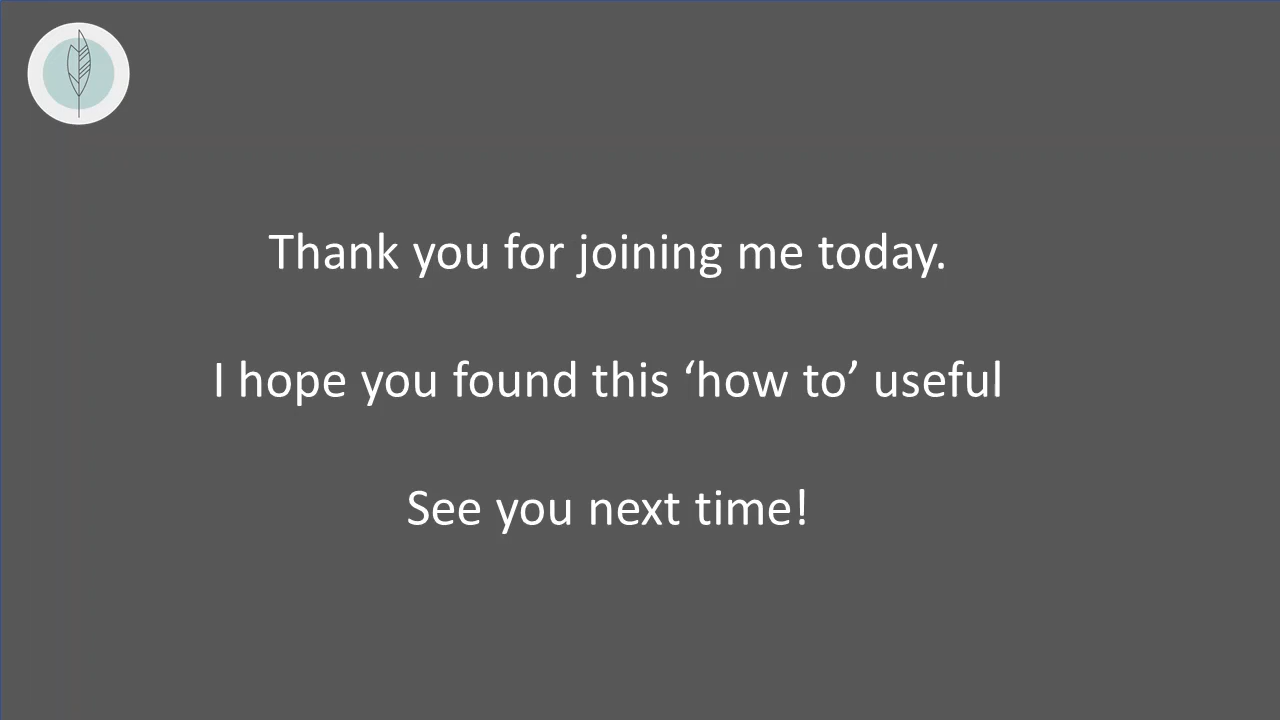 Thank you for joining me today.
I hope you found this ‘how to’ useful
See you next time!